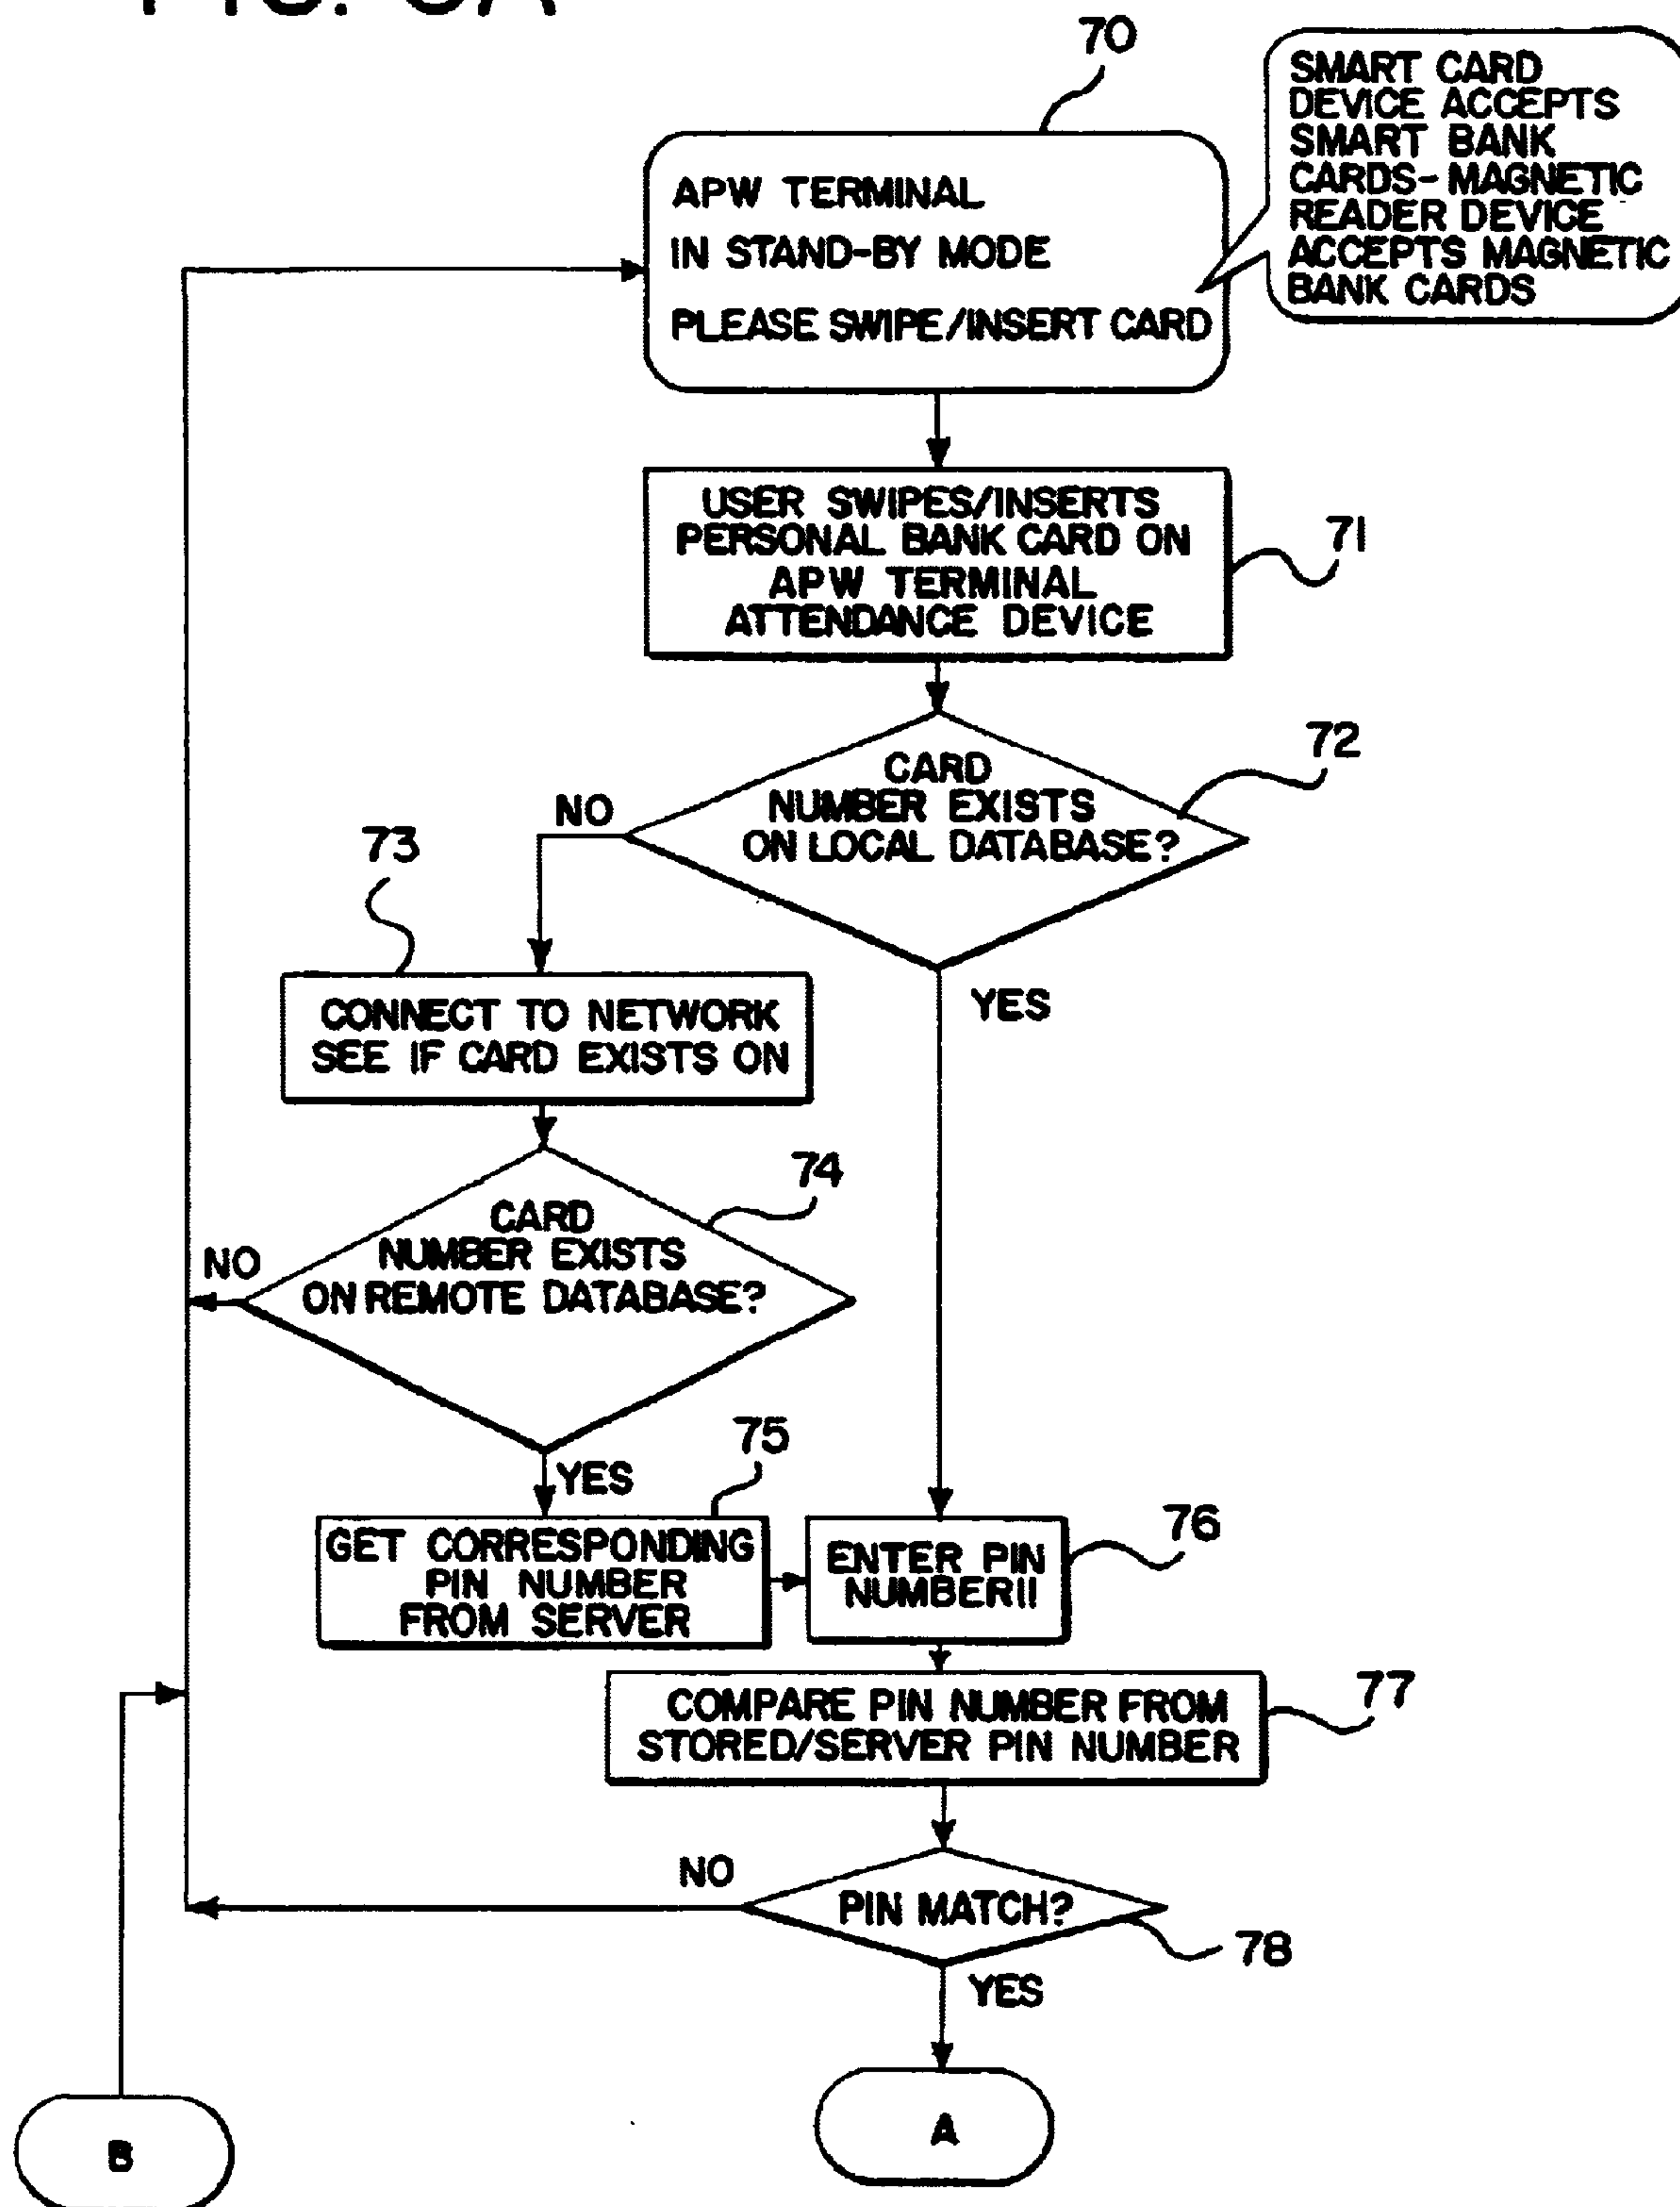 70
SMART CARD
DEVICE ACCEPTS
SMART BANK
CARDS-MAGNETIC
READER DEVICE
ACCEPTS MAGNETIC
BANK CARDS
APW TERMINAL
IN STAND-BY MODE
PLEASE SWIPE/INSERT CARD
USER SWIPES/INSERTS
PERSONAL BANK CARD ON
APW TERMINAL
ATTENDANCE DEVICE
71
CARD
NUMBER EXISTS
ON LOCAL DATABASE?
72
NO
YES
73
CONNECT TO NETWORK
SEE IF CARD EXISTS ON
74
CARD
NUMBER EXISTS
ON REMOTE DATABASE?
NO
YES
75
GET CORRESPONDING
PIN NUMBER
FROM SERVER
ENTER PIN
NUMBER!!
76
COMPARE PIN NUMBER FROM
STORED/SERVER PIN NUMBER
77
NO
PIN MATCH?
78
YES
B
A